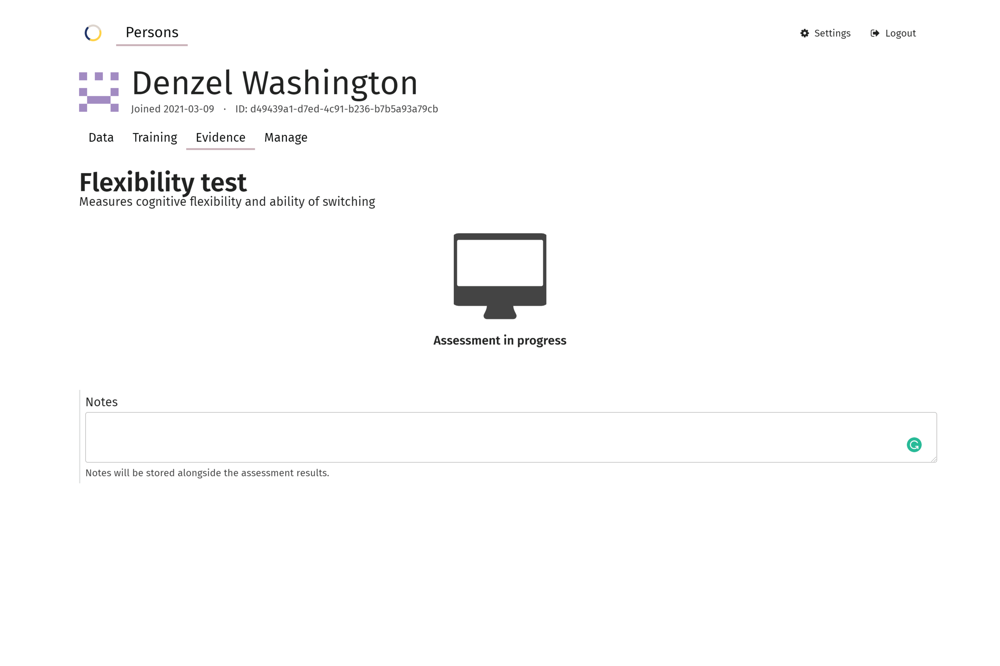 Persons
Settings
Logout
Denzel Washington
Joined 2021-03-09 · ID: d49439a1-d7ed-4c91-b236-b7b5a93a79cb
Data Training Evidence Manage
Flexibility test
Measures cognitive flexibility and ability of switching
Assessment in progress
Notes
Notes will be stored alongside the assessment results.